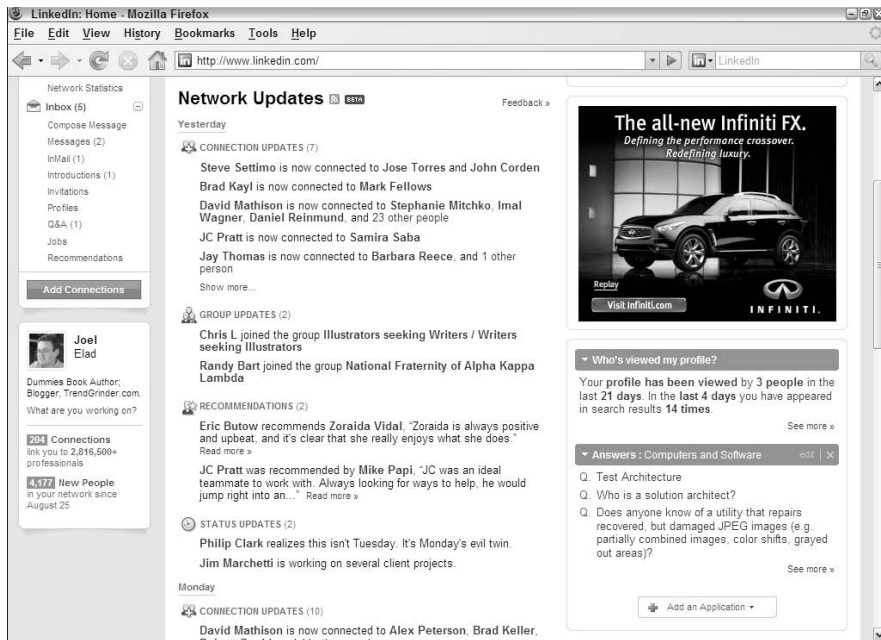 LinkedIn: Home - Mozilla Firefox
File Edit View History Bookmarks Tools Help
http://www.linkedin.com/
LinkedIn
Network Statistics
Inbox (5)
Compose Message
Messages (2)
InMail (1)
Introductions (1)
Invitations
Profiles
Q&A (1)
Jobs
Recommendations
Add Connections
Joel
Elad
Dummies Book Author;
Blogger, TrendGrinder.com.
What are you working on?
204 Connections
link you to 2,816,500+
professionals
4,177 New People
in your network since
August 25
Network Updates BETA
Feedback »
Yesterday
CONNECTION UPDATES (7)
Steve Settimo is now connected to Jose Torres and John Corden
Brad Kayl is now connected to Mark Fellows
David Mathison is now connected to Stephanie Mitchko, Imal
Wagner, Daniel Reinmund, and 23 other people
JC Pratt is now connected to Samira Saba
Jay Thomas is now connected to Barbara Reece, and 1 other
person
Show more...
GROUP UPDATES (2)
Chris L joined the group Illustrators seeking Writers / Writers
seeking Illustrators
Randy Bart joined the group National Fraternity of Alpha Kappa
Lambda
RECOMMENDATIONS (2)
Eric Butow recommends Zoraida Vidal, “Zoraida is always positive
and upbeat, and it's clear that she really enjoys what she does.”
Read more »
JC Pratt was recommended by Mike Papi, “JC was an ideal
teammate to work with. Always looking for ways to help, he would
jump right into an...” Read more »
STATUS UPDATES (2)
Philip Clark realizes this isn't Tuesday. It's Monday's evil twin.
Jim Marchetti is working on several client projects.
Monday
CONNECTION UPDATES (10)
David Mathison is now connected to Alex Peterson, Brad Keller,
The all-new Infiniti FX.
Defining the performance crossover.
Redefining luxury.
Replay
Visit Infiniti.com
INFINITI.
Who's viewed my profile?
Your profile has been viewed by 3 people in the
last 21 days. In the last 4 days you have appeared
in search results 14 times.
See more »
Answers : Computers and Software edit
Q. Test Architecture
Q. Who is a solution architect?
Q. Does anyone know of a utility that repairs
recovered, but damaged JPEG images (e.g.
partially combined images, color shifts, grayed
out areas)?
See more »
Add an Application